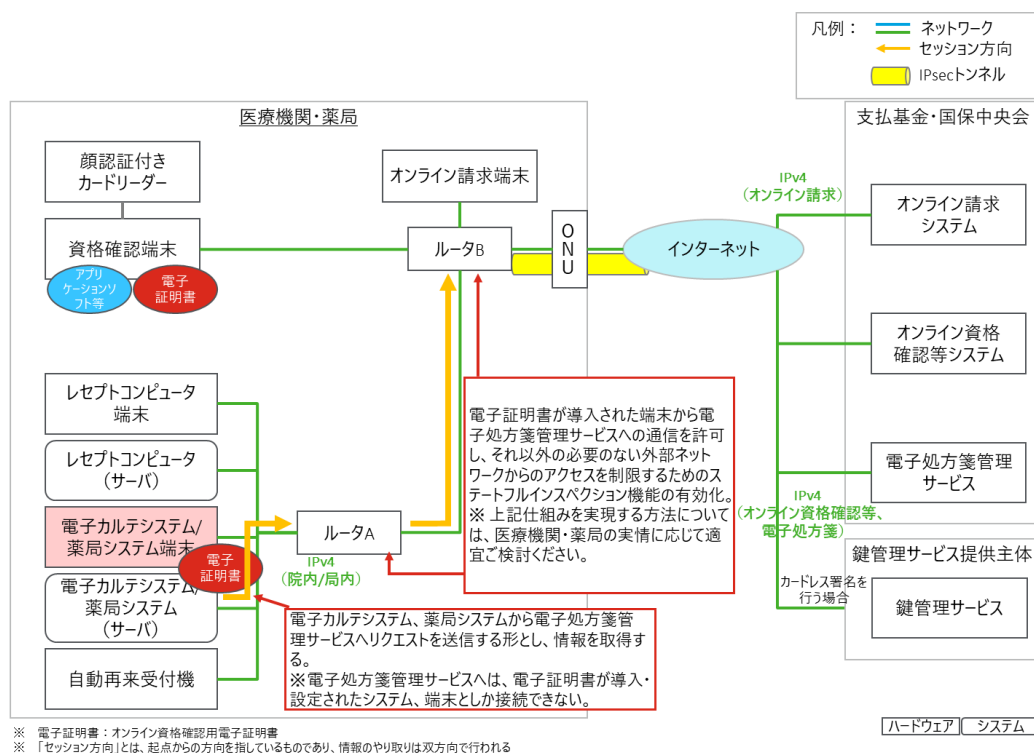 凡例：
ネットワーク
セッション方向
IPsecトンネル
医療機関・薬局
顔認証付き
カードリーダー
資格確認端末
アプリ
ケーションソ
フト等
電子
証明書
オンライン請求端末
ルータB
ONU
インターネット
IPv4
（オンライン請求）
支払基金・国保中央会
オンライン請求
システム
オンライン資格
確認等システム
電子処方箋管理
サービス
IPv4
（オンライン資格確認等、
電子処方箋）
鍵管理サービス提供主体
カードレス署名を
行う場合
鍵管理サービス
レセプトコンピュータ
端末
レセプトコンピュータ
（サーバ）
電子カルテシステム/
薬局システム端末
電子
証明書
電子カルテシステム/
薬局システム
（サーバ）
自動再来受付機
ルータA
IPv4
（院内/局内）
電子証明書が導入された端末から電
子処方箋管理サービスへの通信を許可
し、それ以外の必要のない外部ネット
ワークからのアクセスを制限するためのス
テートフルインスペクション機能の有効化。
※ 上記仕組みを実現する方法について
は、医療機関・薬局の実情に応じて適
宜ご検討ください。
電子カルテシステム、薬局システムから電子処方箋管
理サービスへリクエストを送信する形とし、情報を取得す
る。
※電子処方箋管理サービスへは、電子証明書が導入・
設定されたシステム、端末としか接続できない。
ハードウェア
システム
※ 電子証明書：オンライン資格確認用電子証明書
※ 「セッション方向」とは、起点からの方向を指しているものであり、情報のやり取りは双方向で行われる